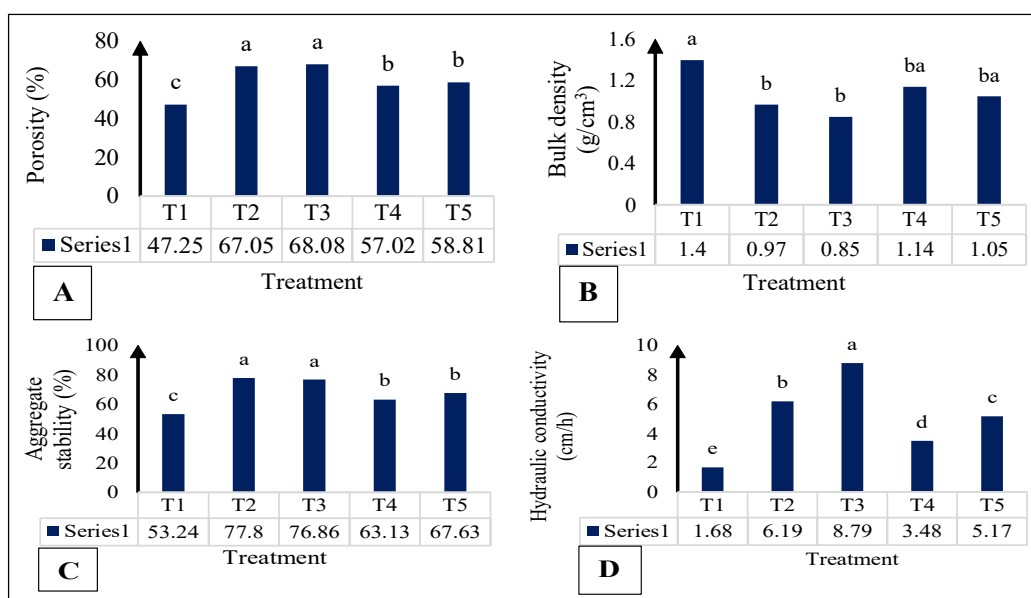 Porosity (%)
80
60
40
20
0
c
a
a
b
b
T1 T2 T3 T4 T5
Series1 47.25 67.05 68.08 57.02 58.81
Treatment
A
Bulk density
(g/cm³)
1.6
1.2
0.8
0.4
0
a
b
b
ba
ba
T1 T2 T3 T4 T5
Series1 1.4 0.97 0.85 1.14 1.05
Treatment
B
Aggregate
stability (%)
100
80
60
40
20
0
c
a
a
b
b
T1 T2 T3 T4 T5
Series1 53.24 77.8 76.86 63.13 67.63
Treatment
C
Hydraulic conductivity
(cm/h)
10
8
6
4
2
0
e
b
a
d
c
T1 T2 T3 T4 T5
Series1 1.68 6.19 8.79 3.48 5.17
Treatment
D